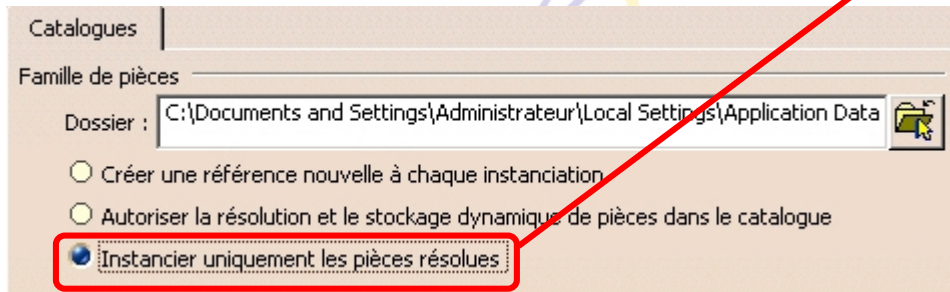 Catalogues
Famille de pièces
Dossier : C:\Documents and Settings\Administrateur\Local Settings\Application Data
Créer une référence nouvelle à chaque instanciation
Autoriser la résolution et le stockage dynamique de pièces dans le catalogue
Instancier uniquement les pièces résolues